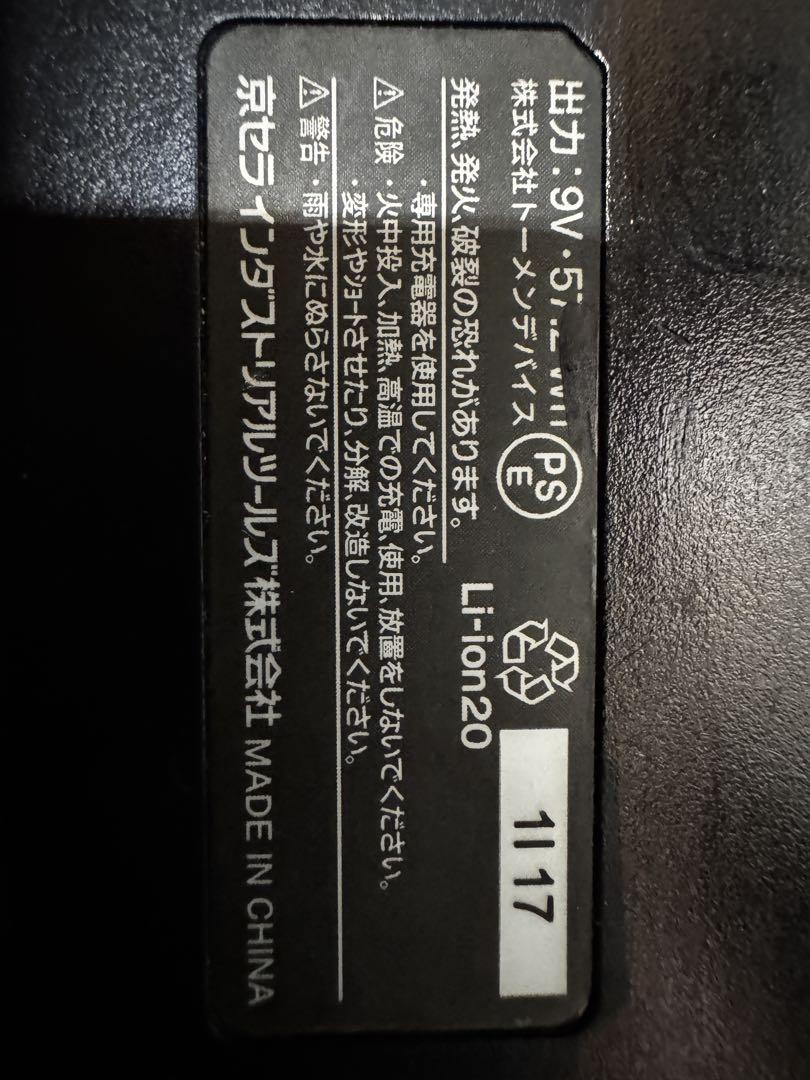 出力：9V・57.2 Wh
株式会社トーメンデバイス
PS
E
Li-ion20
1I 17
発熱、発火、破裂の恐れがあります。
・専用充電器を使用してください。
⚠危険・火中投入、加熱、高温での充電、使用、放置をしないでください。
・変形やショートさせたり、分解、改造しないでください。
⚠警告・雨や水にぬらさないでください。
京セラインダストリアルツールズ株式会社 MADE IN CHINA